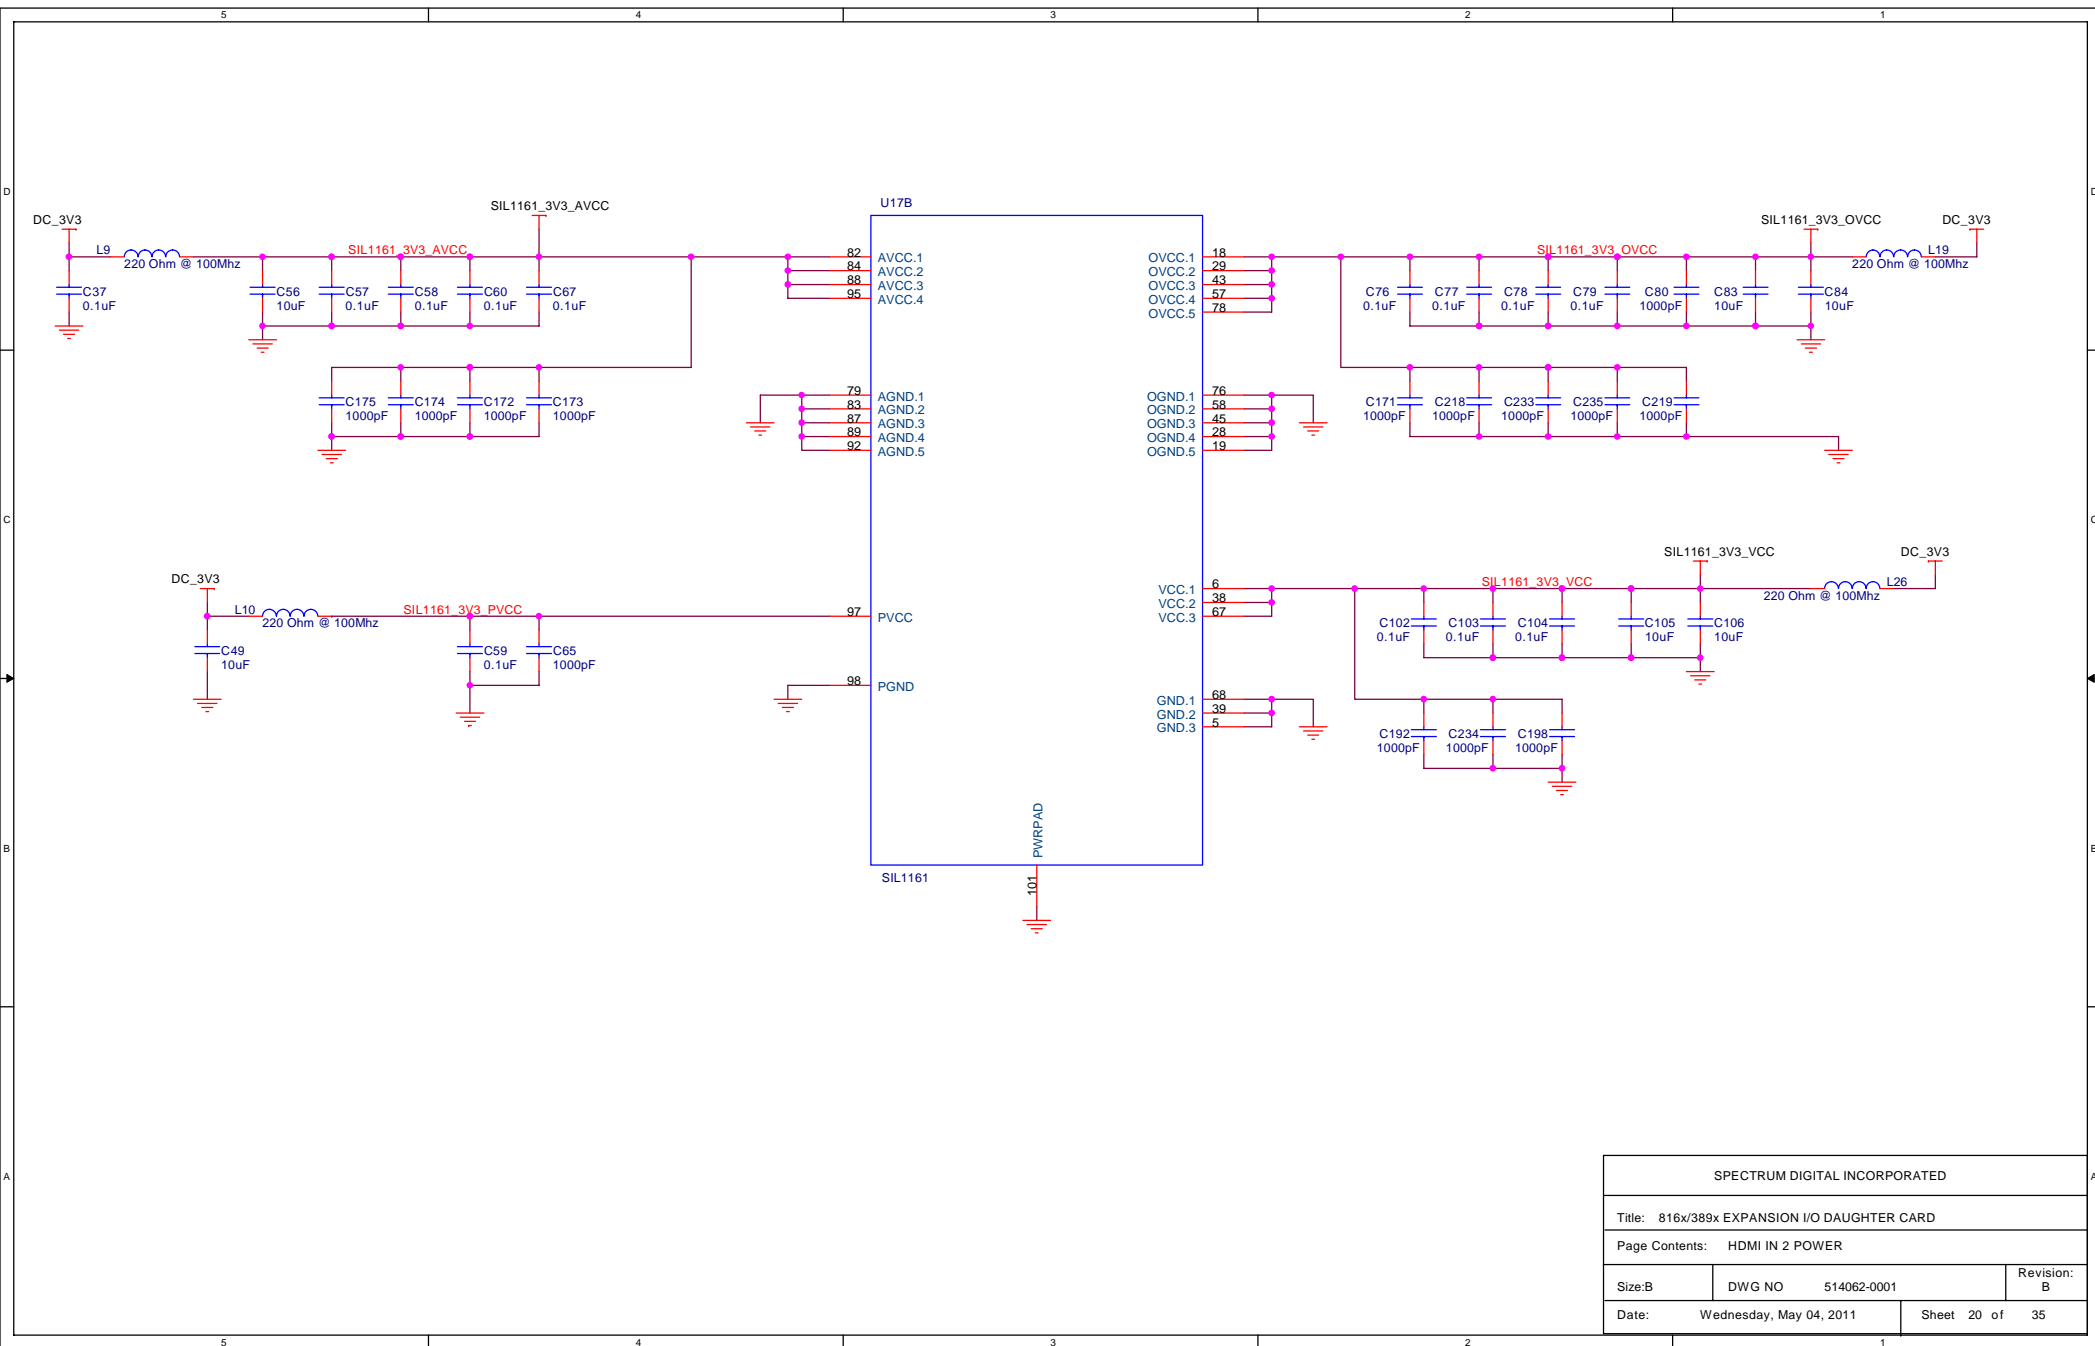 5 4 3 2 1
D D
C C
B B
A A
DC_3V3
L9
220 Ohm @ 100Mhz
C37
0.1uF
SIL1161_3V3_AVCC
SIL1161_3V3_AVCC
C56
10uF
C57
0.1uF
C58
0.1uF
C60
0.1uF
C67
0.1uF
C175
1000pF
C174
1000pF
C172
1000pF
C173
1000pF
DC_3V3
L10
220 Ohm @ 100Mhz
C49
10uF
SIL1161_3V3_PVCC
C59
0.1uF
C65
1000pF
U17B
82 AVCC.1
84 AVCC.2
88 AVCC.3
95 AVCC.4
79 AGND.1
83 AGND.2
87 AGND.3
89 AGND.4
92 AGND.5
97 PVCC
98 PGND
OVCC.1 18
OVCC.2 29
OVCC.3 43
OVCC.4 57
OVCC.5 78
OGND.1 76
OGND.2 58
OGND.3 45
OGND.4 28
OGND.5 19
VCC.1 6
VCC.2 38
VCC.3 67
GND.1 68
GND.2 39
GND.3 5
PWRPAD
101
SIL1161
SIL1161_3V3_OVCC
SIL1161_3V3_OVCC
DC_3V3
L19
220 Ohm @ 100Mhz
C76
0.1uF
C77
0.1uF
C78
0.1uF
C79
0.1uF
C80
1000pF
C83
10uF
C84
10uF
C171
1000pF
C218
1000pF
C233
1000pF
C235
1000pF
C219
1000pF
SIL1161_3V3_VCC
SIL1161_3V3_VCC
DC_3V3
L26
220 Ohm @ 100Mhz
C102
0.1uF
C103
0.1uF
C104
0.1uF
C105
10uF
C106
10uF
C192
1000pF
C234
1000pF
C198
1000pF
SPECTRUM DIGITAL INCORPORATED
Title: 816x/389x EXPANSION I/O DAUGHTER CARD
Page Contents: HDMI IN 2 POWER
Size:B DWG NO 514062-0001 Revision: B
Date: Wednesday, May 04, 2011 Sheet 20 of 35
5 4 3 2 1